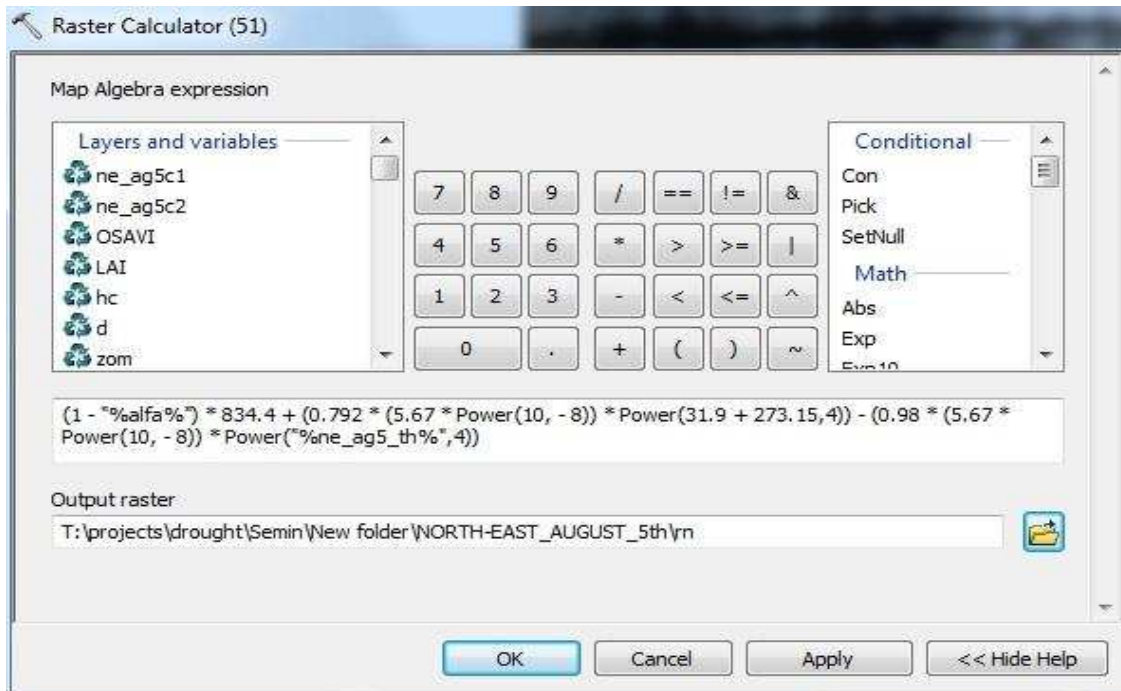 Raster Calculator (51)
Map Algebra expression
Layers and variables
ne_ag5c1
ne_ag5c2
OSAVI
LAI
hc
d
zom
7 8 9 / == != &
4 5 6 * > >= |
1 2 3 - < <= ^
0 . + ( ) ~
Conditional
Con
Pick
SetNull
Math
Abs
Exp
Exp10
(1 - "%alfa%") * 834.4 + (0.792 * (5.67 * Power(10, - 8)) * Power(31.9 + 273.15,4)) - (0.98 * (5.67 *
Power(10, - 8)) * Power("%ne_ag5_th%",4))
Output raster
T:\projects\drought\Semin\New folder\NORTH-EAST_AUGUST_5th\rn
OK Cancel Apply << Hide Help